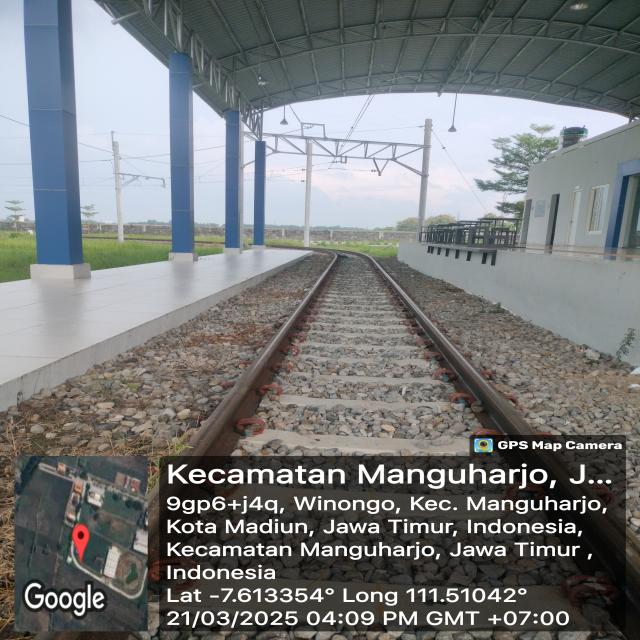 GPS Map Camera
Kecamatan Manguharjo, J...
9gp6+j4q, Winongo, Kec. Manguharjo,
Kota Madiun, Jawa Timur, Indonesia,
Kecamatan Manguharjo, Jawa Timur ,
Indonesia
Lat -7.613354° Long 111.51042°
21/03/2025 04:09 PM GMT +07:00
Google